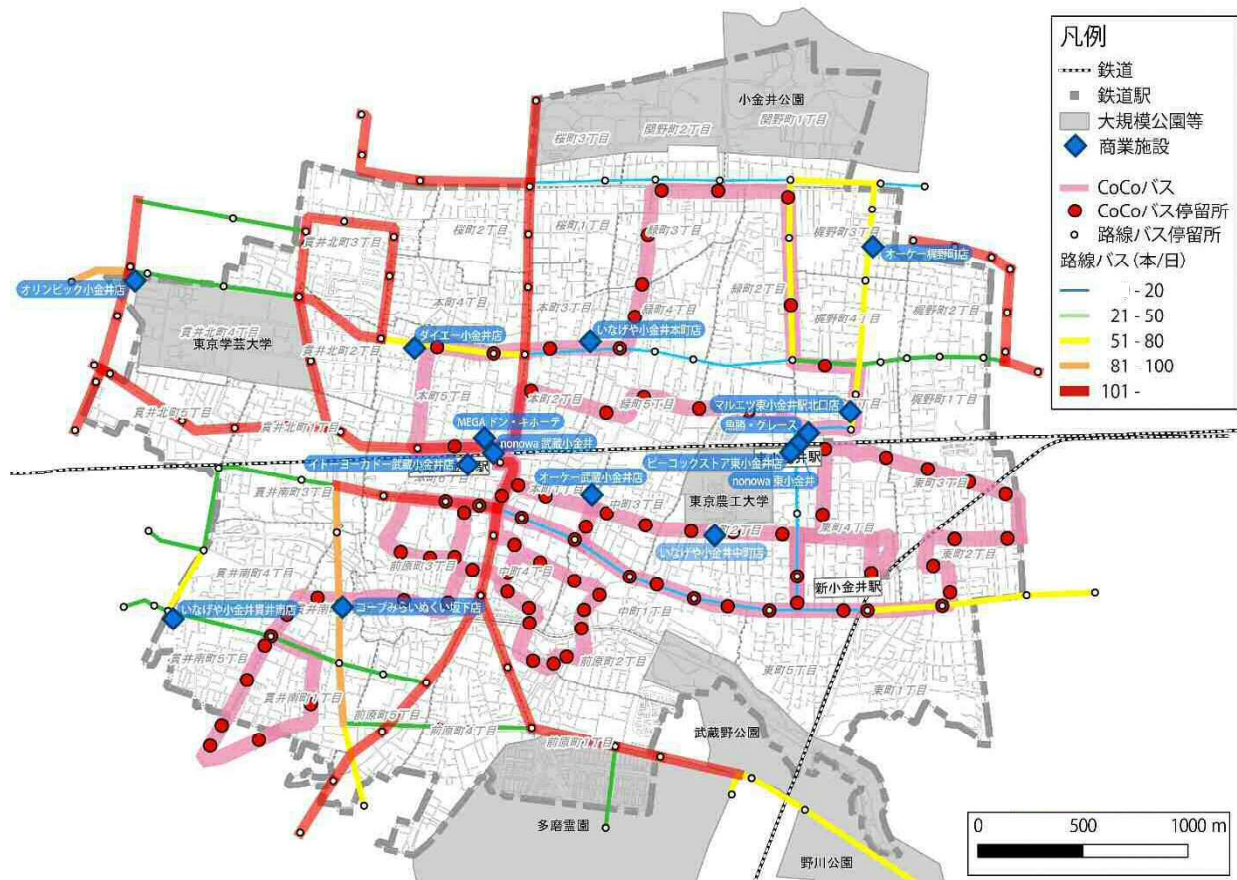 凡例
鉄道
鉄道駅
大規模公園等
商業施設
CoCoバス
CoCoバス停留所
路線バス停留所
路線バス(本/日)
- 20
21 - 50
51 - 80
81 - 100
101 -
小金井公園
桜町3丁目
関野町2丁目
関野町1丁目
貫井北町3丁目
桜町2丁目
桜町1丁目
緑町3丁目
梶野町3丁目
オーケー梶野町店
オリンピック小金井店
本町4丁目
本町3丁目
緑町4丁目
緑町2丁目
梶野町4丁目
梶野町2丁目
貫井北町4丁目
東京学芸大学
貫井北町2丁目
ダイエー小金井店
いなげや小金井本町店
本町5丁目
本町2丁目
緑町5丁目
マルエツ東小金井駅北口店
梶野町1丁目
貫井北町5丁目
貫井北町1丁目
MEGAドン・キホーテ
魚勝・グレース
nonowa 武蔵小金井
イトーヨーカドー武蔵小金井店
ピーコックストア東小金井店
nonowa 東小金井
オーケー武蔵小金井店
貫井南町3丁目
本町1丁目
中町3丁目
東京農工大学
東町3丁目
東町4丁目
いなげや小金井中町店
東町2丁目
前原町3丁目
中町4丁目
貫井南町4丁目
新小金井駅
いなげや小金井貫井南店
コープみらいぬくい坂下店
中町1丁目
貫井南町5丁目
前原町2丁目
東町5丁目
東町1丁目
貫井南町1丁目
前原町5丁目
前原町4丁目
前原町1丁目
武蔵野公園
多磨霊園
野川公園
0 500 1000 m